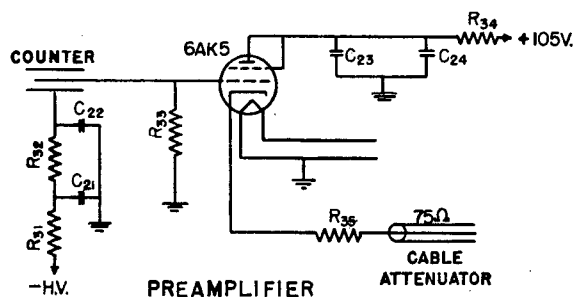 COUNTER
6AK5
R34
+105V.
C23
C24
C22
R33
R32
C21
R31
R35
75Ω
-H.V.
PREAMPLIFIER
CABLE
ATTENUATOR